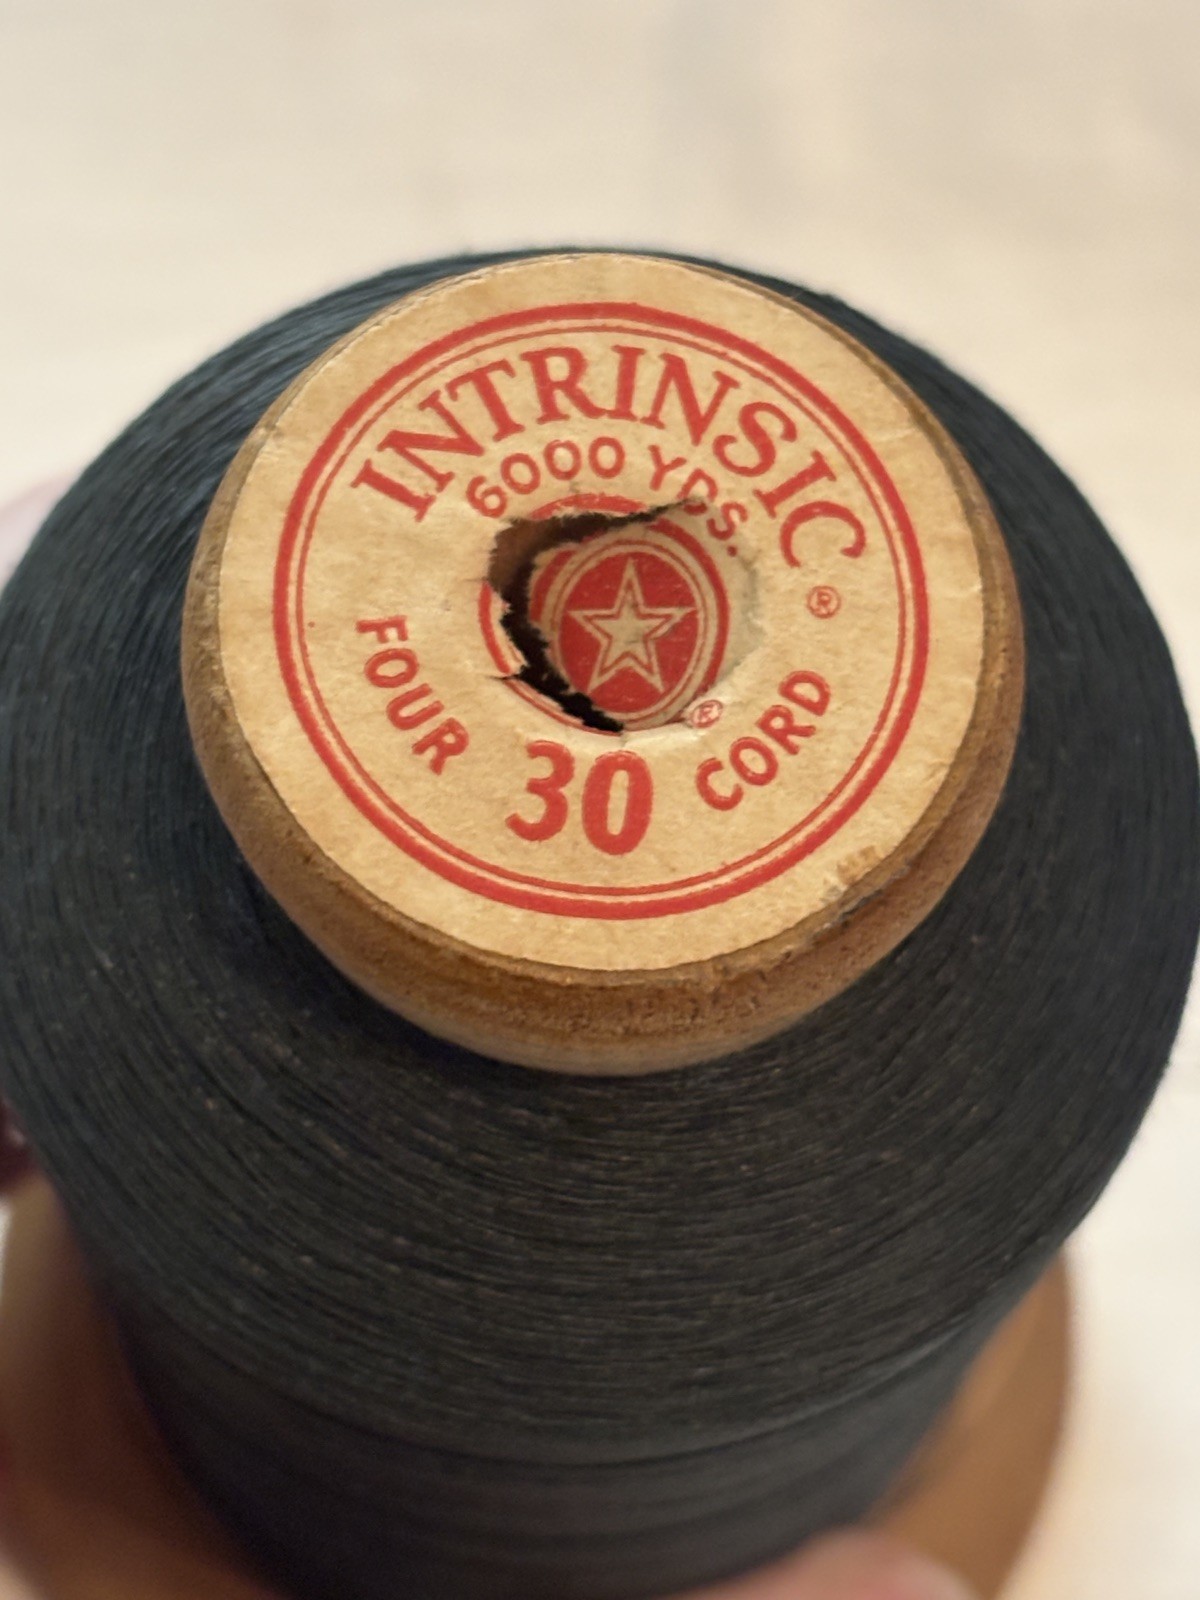 INTRINSIC ®
6000 YDS.
®
FOUR 30 CORD